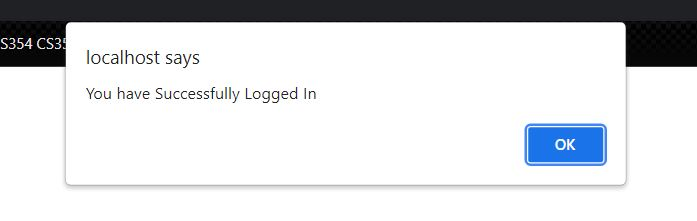 localhost says
S354 CS35
You have Successfully Logged In
OK